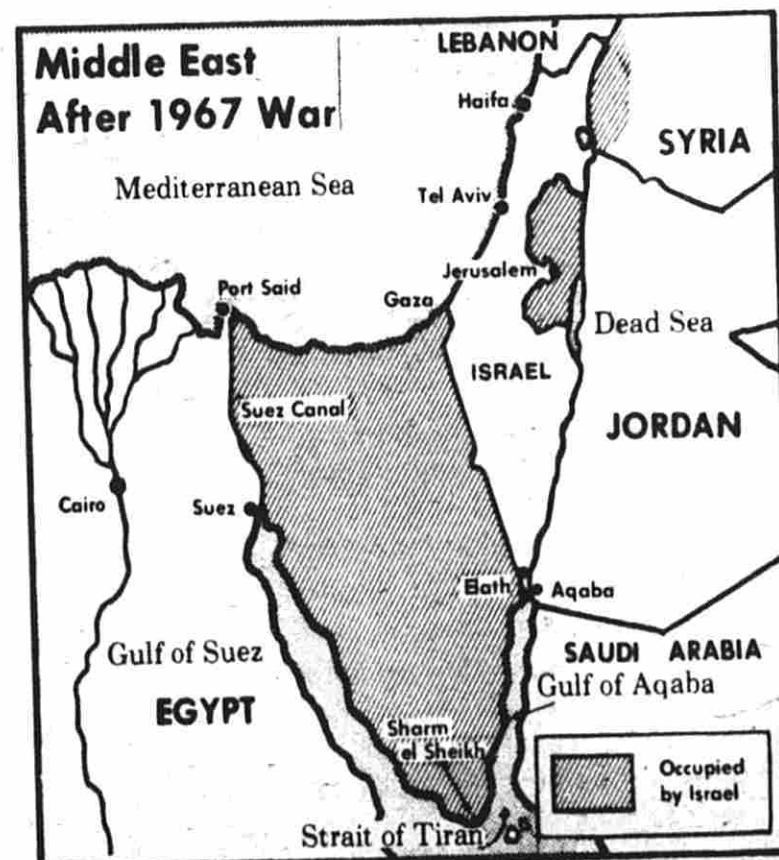 Middle East
After 1967 War
LEBANON
Haifa
SYRIA
Mediterranean Sea
Tel Aviv
Jerusalem
Port Said
Gaza
Dead Sea
ISRAEL
Suez Canal
JORDAN
Cairo
Suez
Elath
Aqaba
Gulf of Suez
SAUDI ARABIA
Gulf of Aqaba
EGYPT
Sharm
el Sheikh
Occupied
by Israel
Strait of Tiran